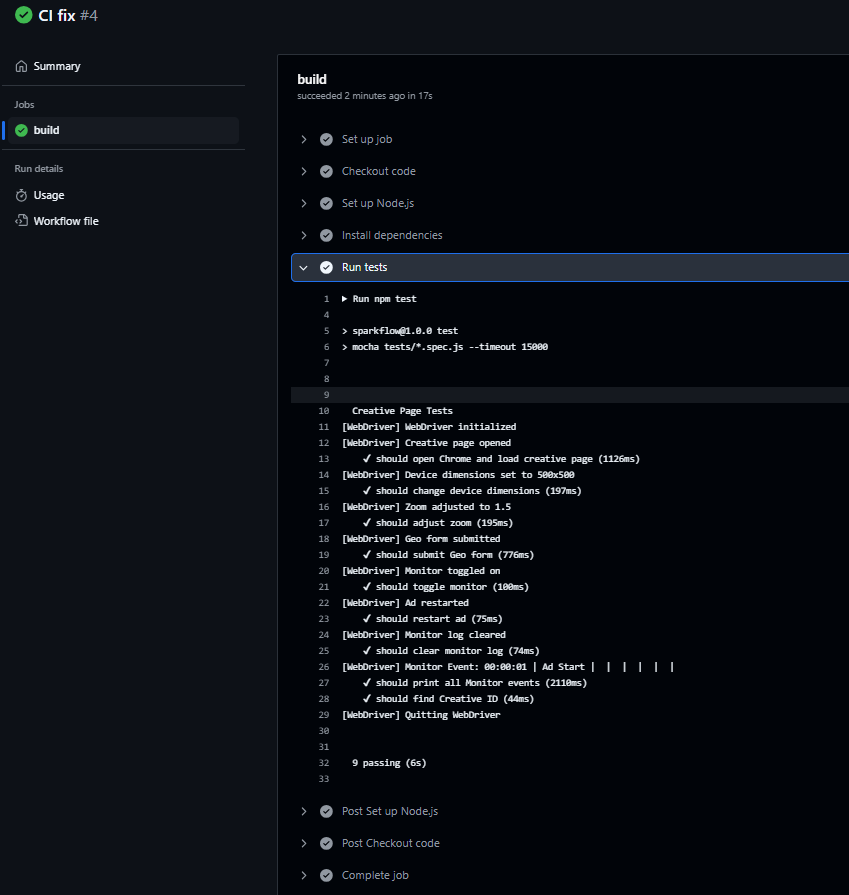 CI fix #4
Summary
Jobs
build
Run details
Usage
Workflow file
build
succeeded 2 minutes ago in 17s
Set up job
Checkout code
Set up Node.js
Install dependencies
Run tests
1 ▶ Run npm test
4
5 > sparkflow@1.0.0 test
6 > mocha tests/*.spec.js --timeout 15000
7
8
9
10 Creative Page Tests
11 [WebDriver] WebDriver initialized
12 [WebDriver] Creative page opened
13 ✓ should open Chrome and load creative page (1126ms)
14 [WebDriver] Device dimensions set to 500x500
15 ✓ should change device dimensions (197ms)
16 [WebDriver] Zoom adjusted to 1.5
17 ✓ should adjust zoom (195ms)
18 [WebDriver] Geo form submitted
19 ✓ should submit Geo form (776ms)
20 [WebDriver] Monitor toggled on
21 ✓ should toggle monitor (100ms)
22 [WebDriver] Ad restarted
23 ✓ should restart ad (75ms)
24 [WebDriver] Monitor log cleared
25 ✓ should clear monitor log (74ms)
26 [WebDriver] Monitor Event: 00:00:01 | Ad Start | | | | | |
27 ✓ should print all Monitor events (2110ms)
28 ✓ should find Creative ID (44ms)
29 [WebDriver] Quitting WebDriver
30
31
32 9 passing (6s)
33
Post Set up Node.js
Post Checkout code
Complete job